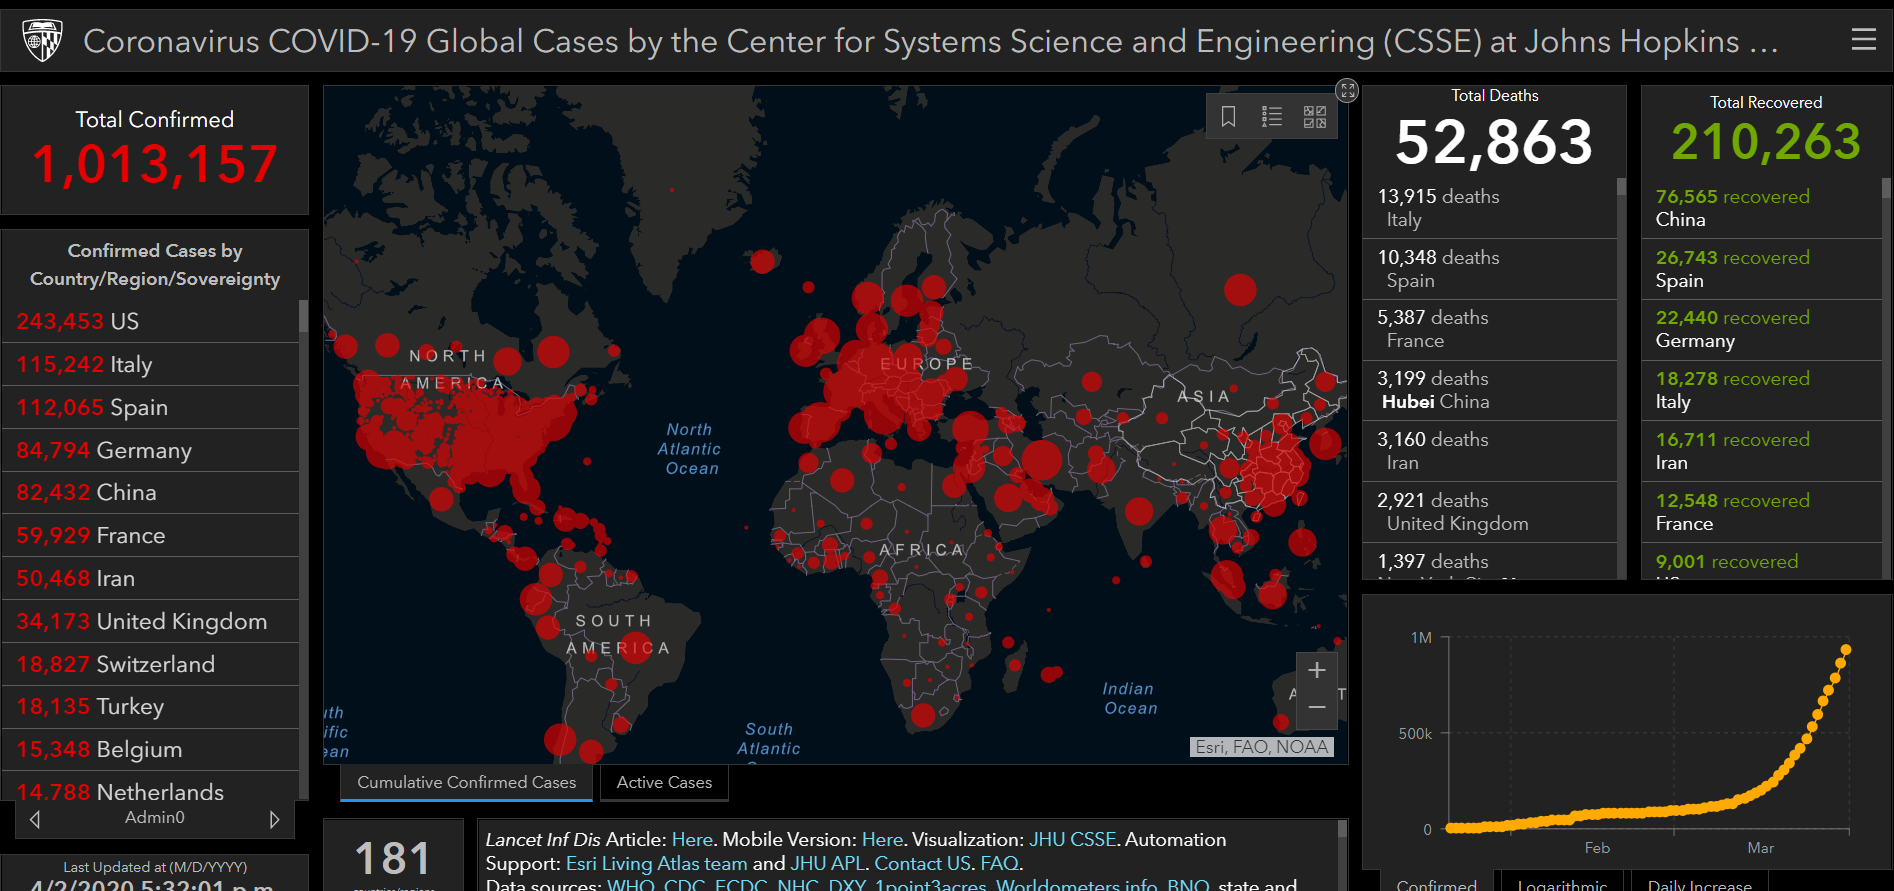 Coronavirus COVID-19 Global Cases by the Center for Systems Science and Engineering (CSSE) at Johns Hopkins ...
Total Confirmed
1,013,157
Confirmed Cases by
Country/Region/Sovereignty
243,453 US
115,242 Italy
112,065 Spain
84,794 Germany
82,432 China
59,929 France
50,468 Iran
34,173 United Kingdom
18,827 Switzerland
18,135 Turkey
15,348 Belgium
14,788 Netherlands
Admin0
Last Updated at (M/D/YYYY)
4/2/2020 5:32:01 p.m.
NORTH
AMERICA
North
Atlantic
Ocean
EUROPE
ASIA
AFRICA
SOUTH
AMERICA
Indian
Ocean
South
Atlantic
Esri, FAO, NOAA
Cumulative Confirmed Cases
Active Cases
181
countries/regions
Lancet Inf Dis Article: Here. Mobile Version: Here. Visualization: JHU CSSE. Automation
Support: Esri Living Atlas team and JHU APL. Contact US. FAQ.
Data sources: WHO, CDC, ECDC, NHC, DXY, 1point3acres, Worldometers.info, BNO, state and
Total Deaths
52,863
13,915 deaths
Italy
10,348 deaths
Spain
5,387 deaths
France
3,199 deaths
Hubei China
3,160 deaths
Iran
2,921 deaths
United Kingdom
1,397 deaths
Total Recovered
210,263
76,565 recovered
China
26,743 recovered
Spain
22,440 recovered
Germany
18,278 recovered
Italy
16,711 recovered
Iran
12,548 recovered
France
9,001 recovered
US
1M
500k
0
Feb
Mar
Confirmed
Logarithmic
Daily Increase